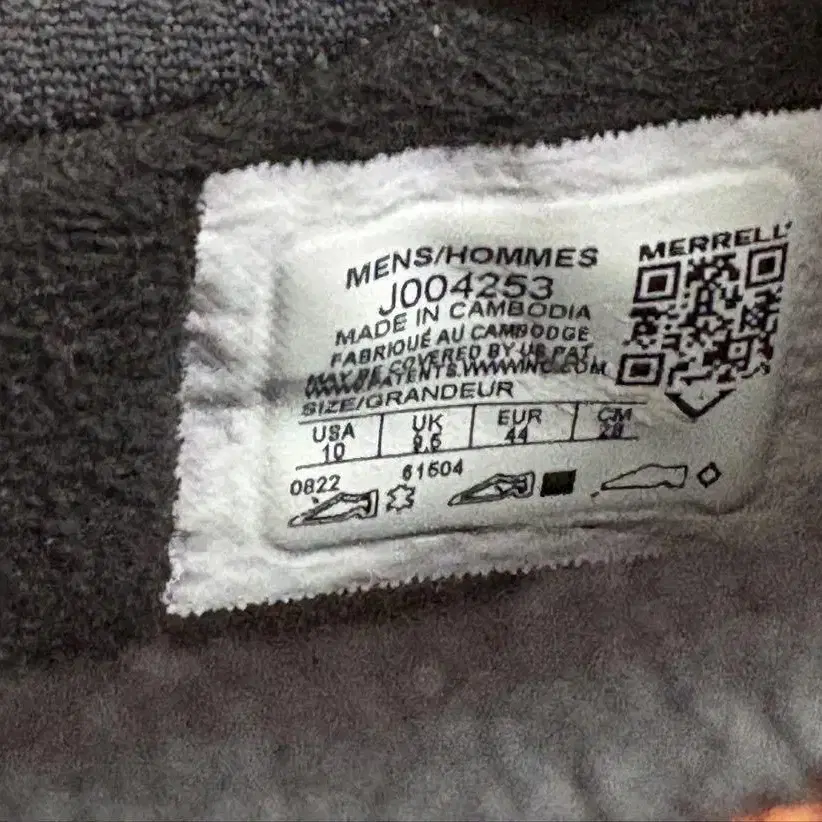 MERRELL
MENS/HOMMES
J004253
MADE IN CAMBODIA
FABRIQUÉ AU CAMBODGE
MAY BE COVERED BY US PAT.
SIZE/GRANDEUR
USA UK EUR CM
10 9.5 44 28
0822 61504